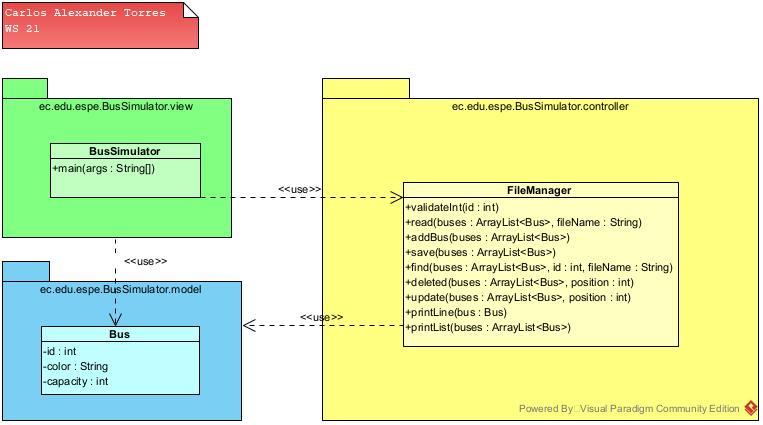 Carlos Alexander Torres
WS 21
ec.edu.espe.BusSimulator.view
BusSimulator
+main(args : String[])
<<use>>
<<use>>
ec.edu.espe.BusSimulator.model
Bus
-id : int
-color : String
-capacity : int
<<use>>
ec.edu.espe.BusSimulator.controller
FileManager
+validateInt(id : int)
+read(buses : ArrayList<Bus>, fileName : String)
+addBus(buses : ArrayList<Bus>)
+save(buses : ArrayList<Bus>)
+find(buses : ArrayList<Bus>, id : int, fileName : String)
+deleted(buses : ArrayList<Bus>, position : int)
+update(buses : ArrayList<Bus>, position : int)
+printLine(bus : Bus)
+printList(buses : ArrayList<Bus>)
Powered By Visual Paradigm Community Edition